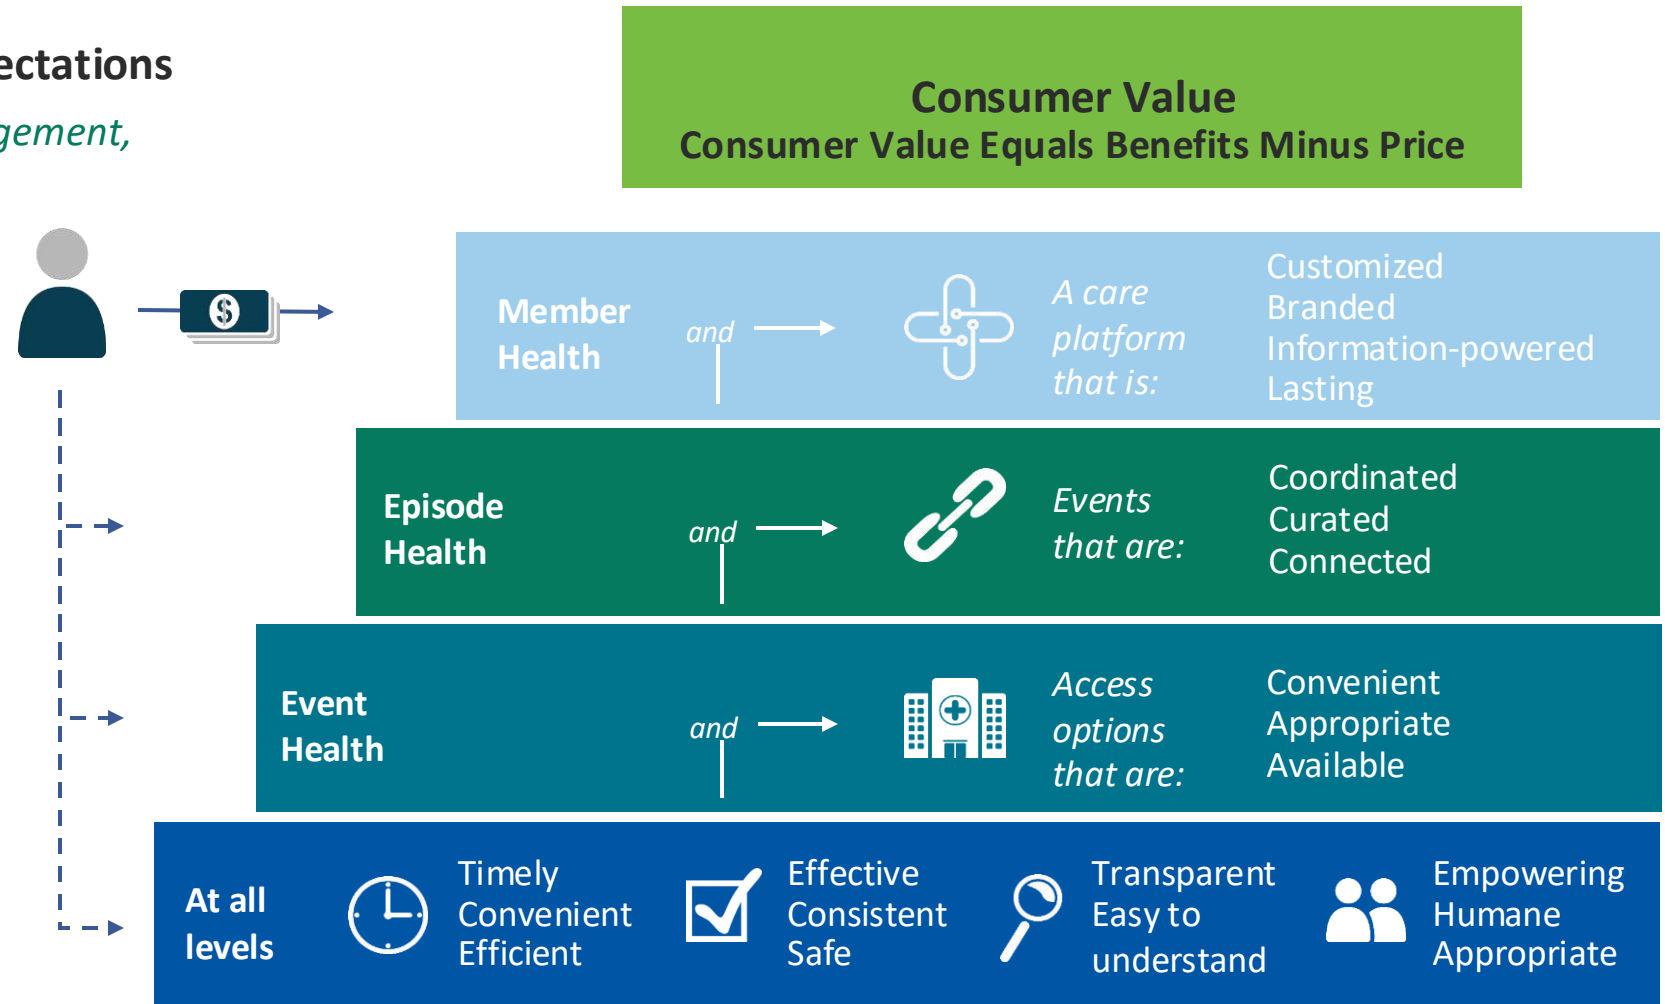 ectations
gement,
Consumer Value
Consumer Value Equals Benefits Minus Price
$
Member
Health
and
A care
platform
that is:
Customized
Branded
Information-powered
Lasting
Episode
Health
and
Events
that are:
Coordinated
Curated
Connected
Event
Health
and
Access
options
that are:
Convenient
Appropriate
Available
At all
levels
Timely
Convenient
Efficient
Effective
Consistent
Safe
Transparent
Easy to
understand
Empowering
Humane
Appropriate